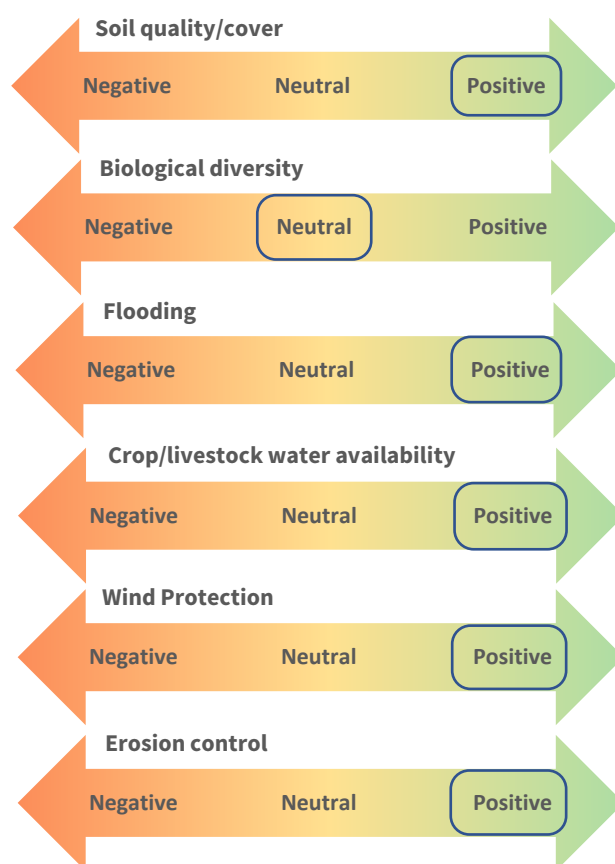 Soil quality/cover
Negative Neutral Positive
Biological diversity
Negative Neutral Positive
Flooding
Negative Neutral Positive
Crop/livestock water availability
Negative Neutral Positive
Wind Protection
Negative Neutral Positive
Erosion control
Negative Neutral Positive